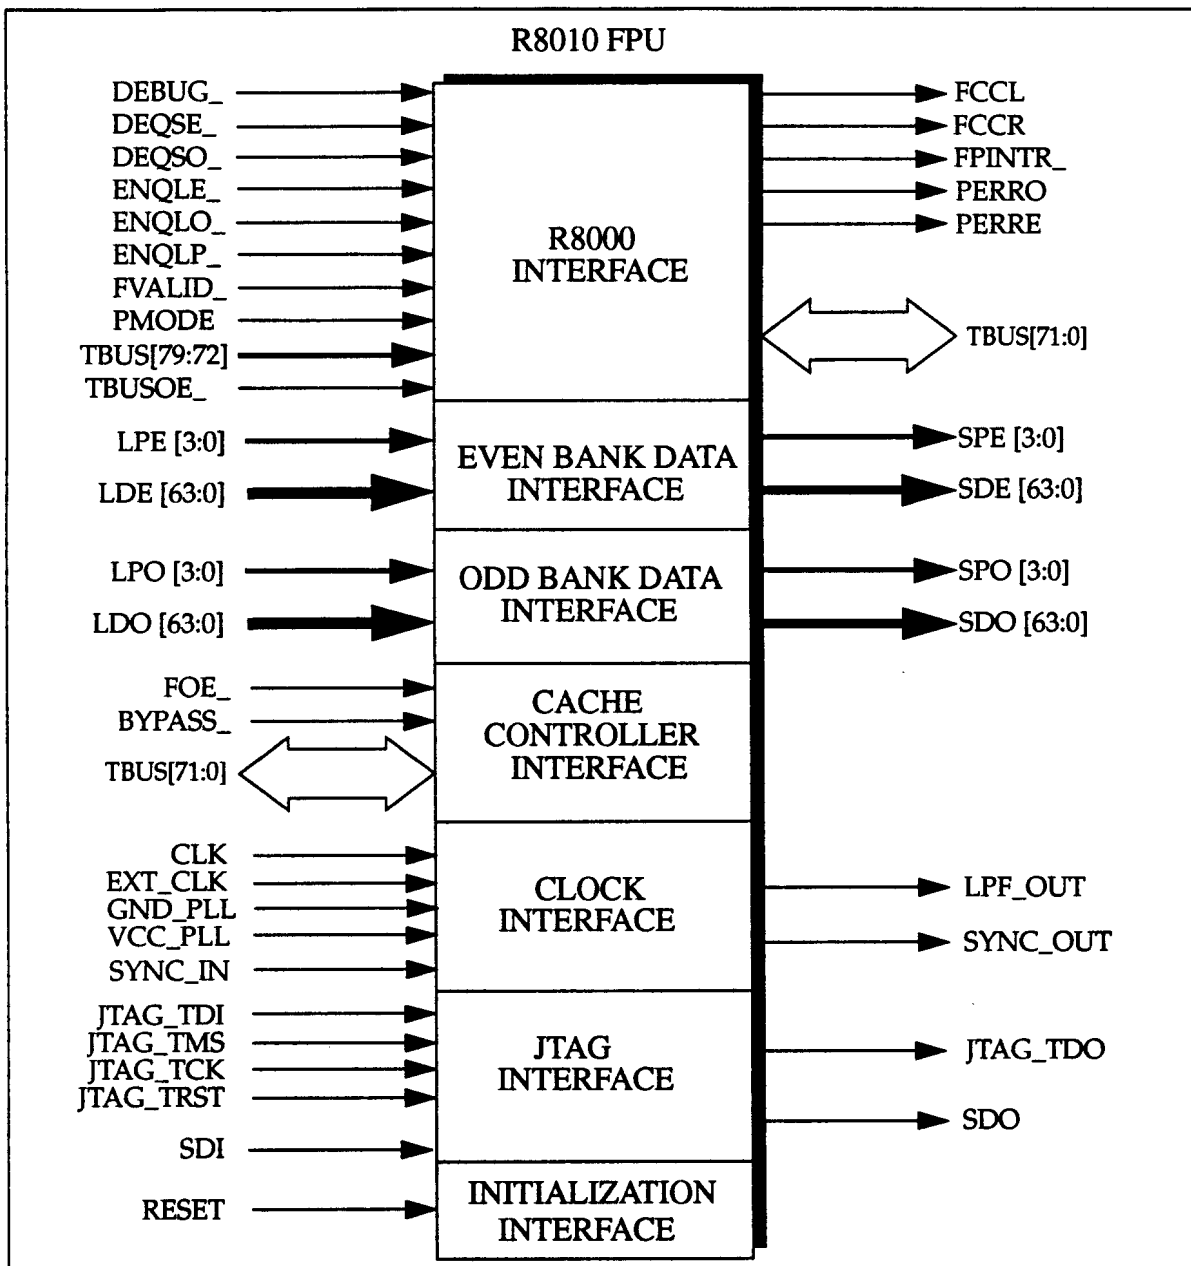 R8010 FPU
DEBUG_
DEQSE_
DEQSO_
ENQLE_
ENQLO_
ENQLP_
FVALID_
PMODE
TBUS[79:72]
TBUSOE_
R8000
INTERFACE
FCCL
FCCR
FPINTR_
PERRO
PERRE
TBUS[71:0]
LPE [3:0]
LDE [63:0]
EVEN BANK DATA
INTERFACE
SPE [3:0]
SDE [63:0]
LPO [3:0]
LDO [63:0]
ODD BANK DATA
INTERFACE
SPO [3:0]
SDO [63:0]
FOE_
BYPASS_
TBUS[71:0]
CACHE
CONTROLLER
INTERFACE
CLK
EXT_CLK
GND_PLL
VCC_PLL
SYNC_IN
CLOCK
INTERFACE
LPF_OUT
SYNC_OUT
JTAG_TDI
JTAG_TMS
JTAG_TCK
JTAG_TRST
SDI
JTAG
INTERFACE
JTAG_TDO
SDO
RESET
INITIALIZATION
INTERFACE